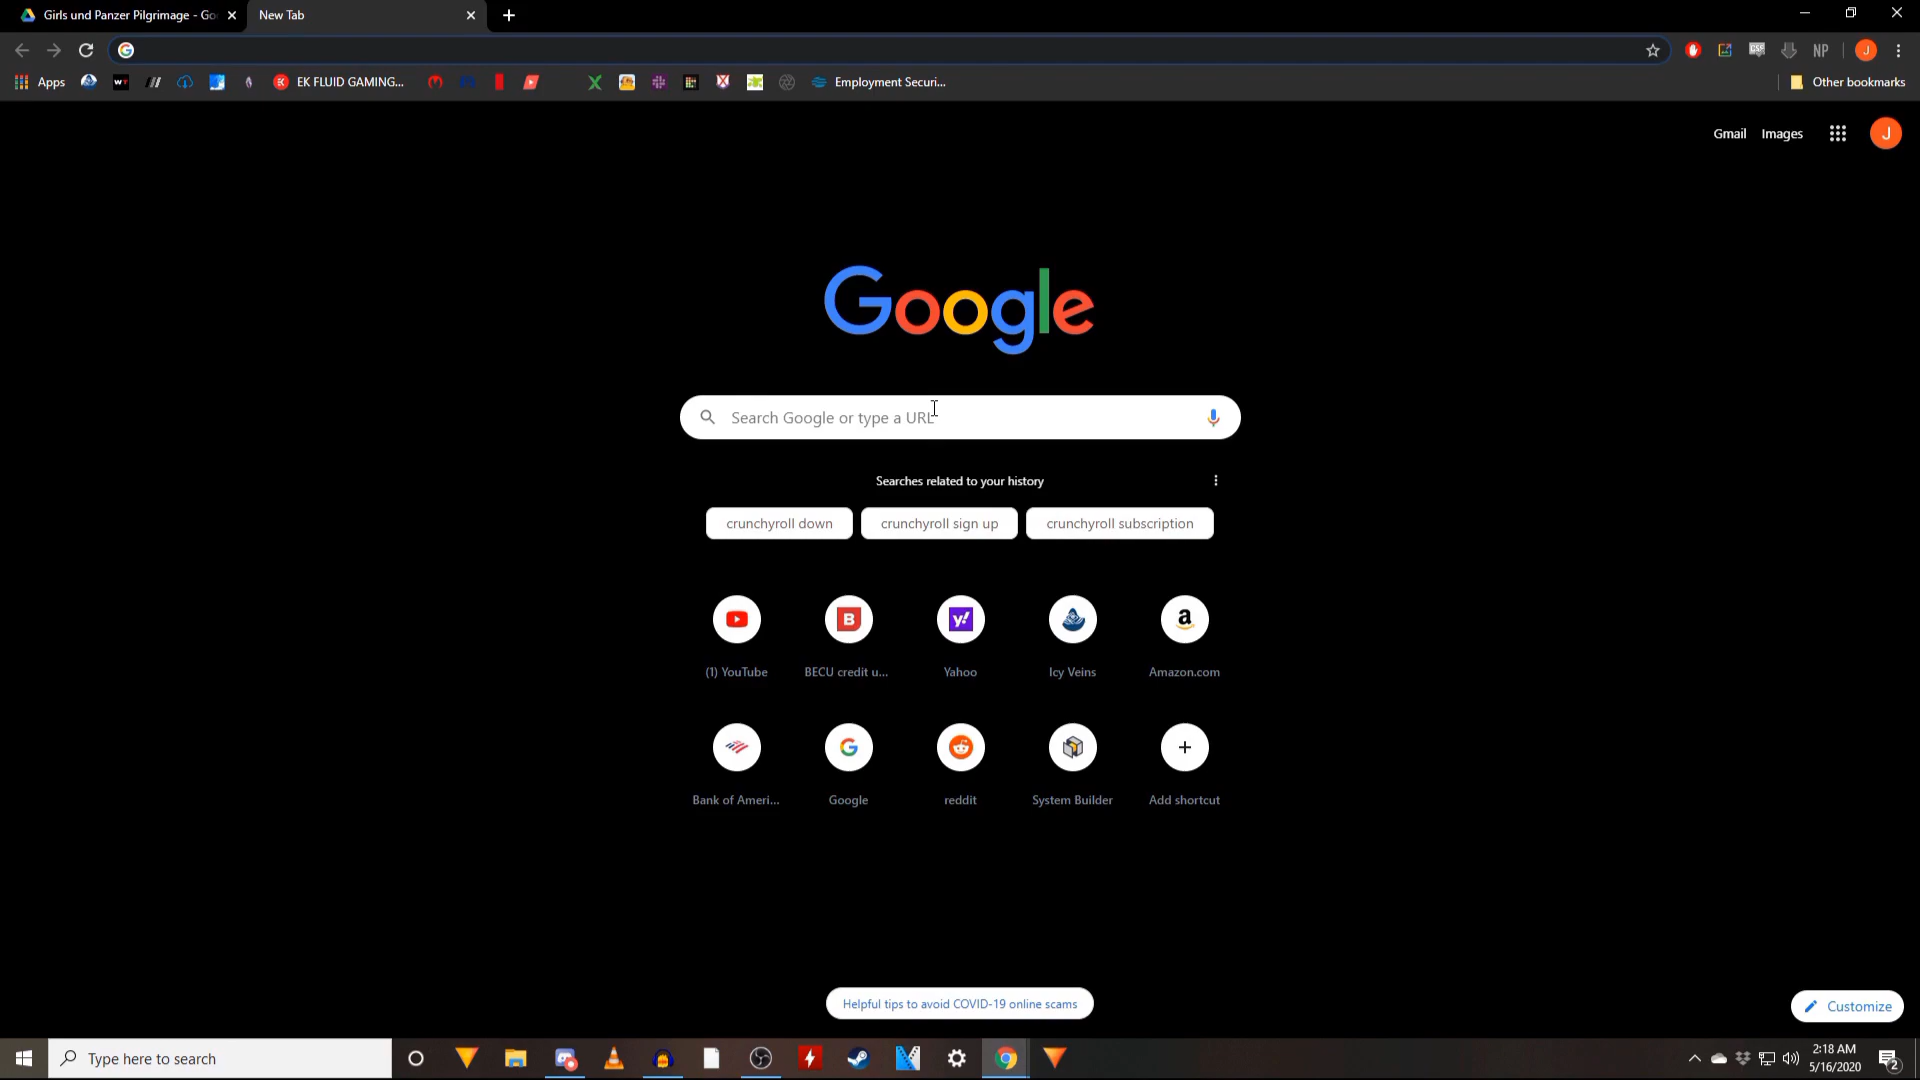 Girls und Panzer Pilgrimage - Go
New Tab
Apps
EK FLUID GAMING...
Employment Securi...
Other bookmarks
NP
J
Gmail
Images
J
Google
Search Google or type a URL
Searches related to your history
crunchyroll down
crunchyroll sign up
crunchyroll subscription
(1) YouTube
BECU credit u...
Yahoo
Icy Veins
Amazon.com
Bank of Ameri...
Google
reddit
System Builder
Add shortcut
Helpful tips to avoid COVID-19 online scams
Customize
Type here to search
2:18 AM
5/16/2020
2